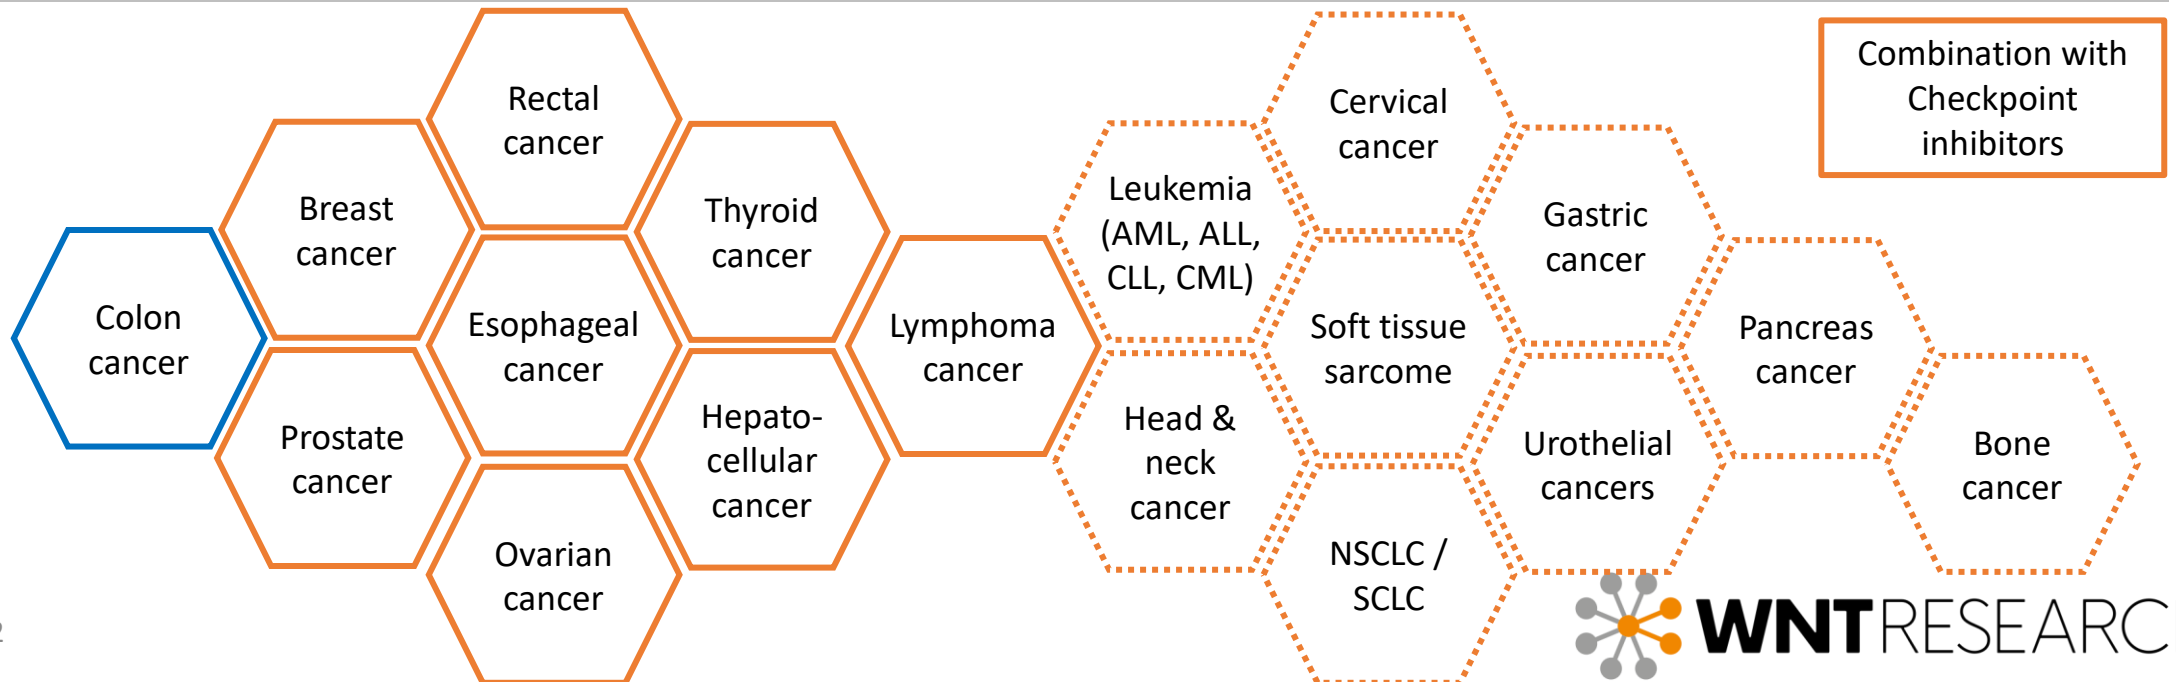 Colon
cancer
Breast
cancer
Prostate
cancer
Rectal
cancer
Esophageal
cancer
Ovarian
cancer
Thyroid
cancer
Hepato-
cellular
cancer
Lymphoma
cancer
Leukemia
(AML, ALL,
CLL, CML)
Head &
neck
cancer
Cervical
cancer
Soft tissue
sarcome
NSCLC /
SCLC
Gastric
cancer
Urothelial
cancers
Pancreas
cancer
Bone
cancer
Combination with
Checkpoint
inhibitors
2
WNTRESEARC